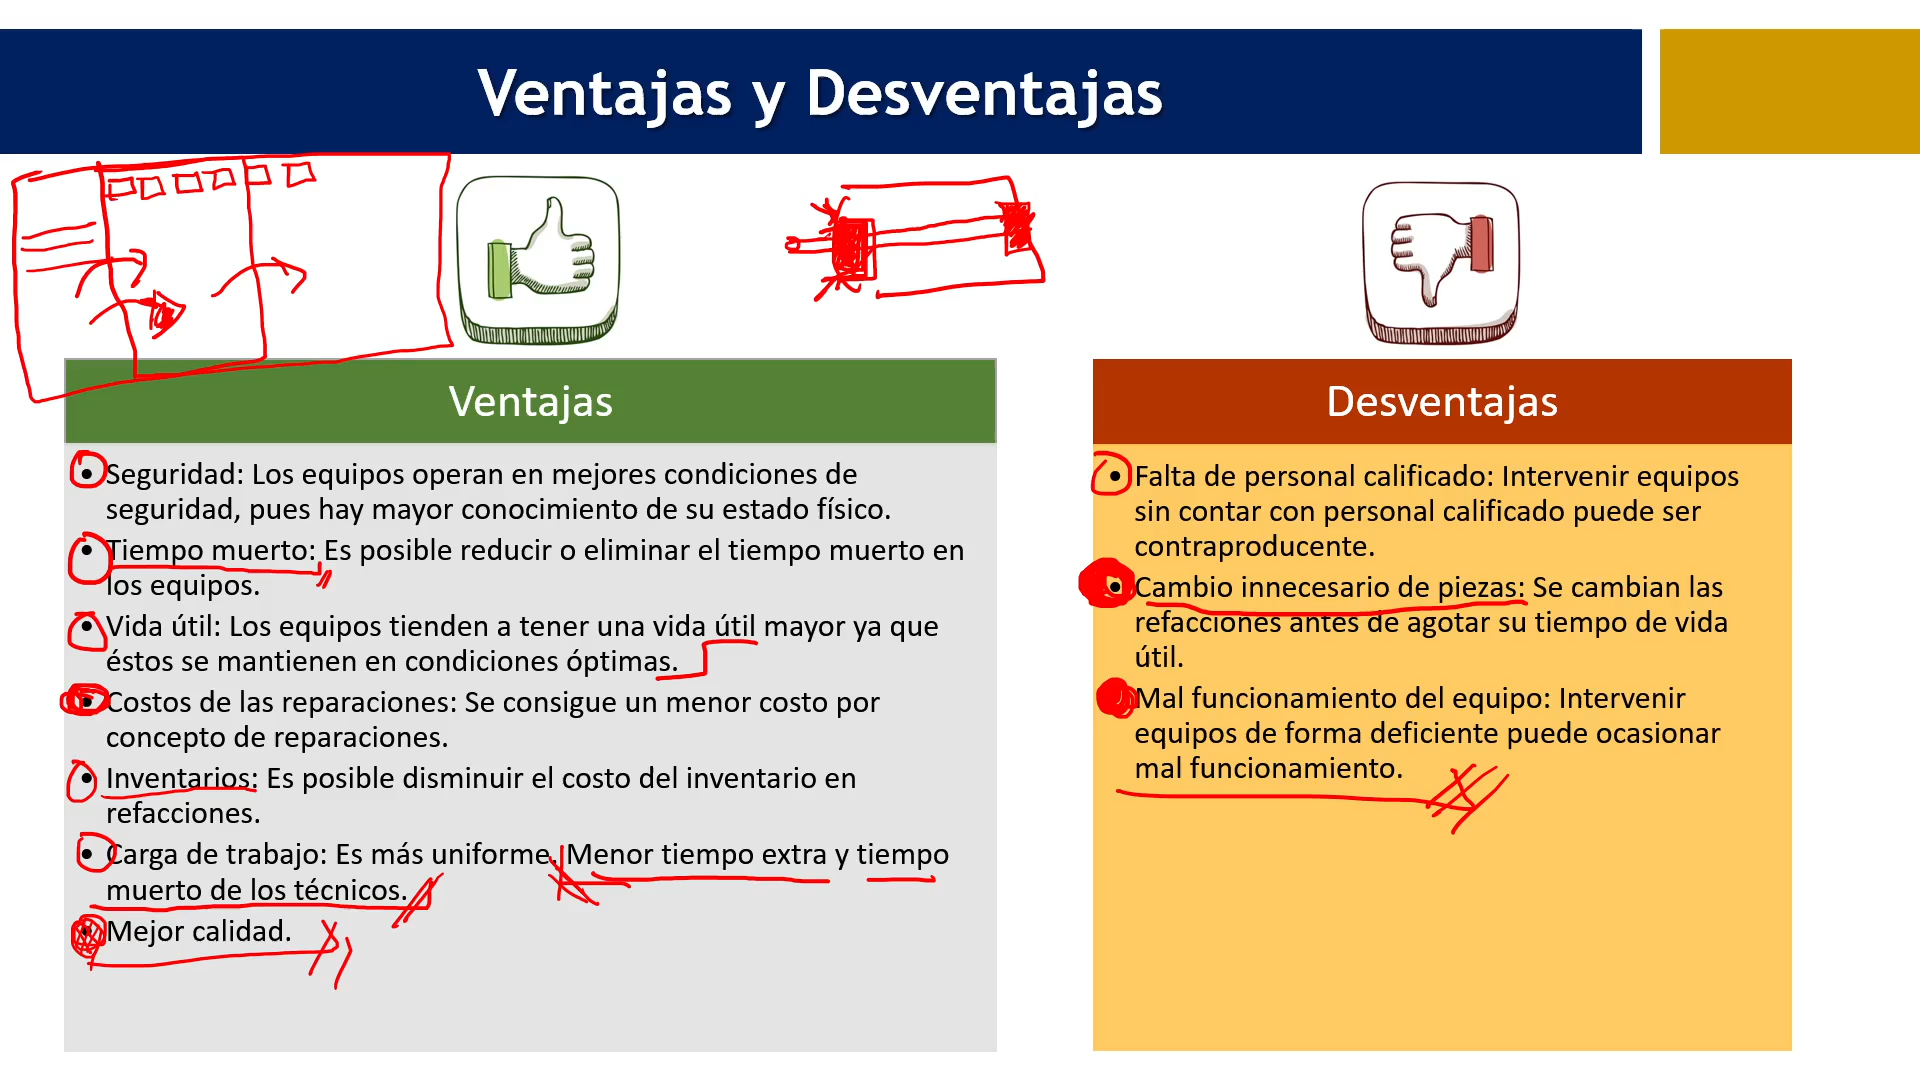 Ventajas y Desventajas
Ventajas
• Seguridad: Los equipos operan en mejores condiciones de
seguridad, pues hay mayor conocimiento de su estado físico.
• Tiempo muerto: Es posible reducir o eliminar el tiempo muerto en
los equipos.
• Vida útil: Los equipos tienden a tener una vida útil mayor ya que
éstos se mantienen en condiciones óptimas.
• Costos de las reparaciones: Se consigue un menor costo por
concepto de reparaciones.
• Inventarios: Es posible disminuir el costo del inventario en
refacciones.
• Carga de trabajo: Es más uniforme. Menor tiempo extra y tiempo
muerto de los técnicos.
• Mejor calidad.
Desventajas
• Falta de personal calificado: Intervenir equipos
sin contar con personal calificado puede ser
contraproducente.
• Cambio innecesario de piezas: Se cambian las
refacciones antes de agotar su tiempo de vida
útil.
• Mal funcionamiento del equipo: Intervenir
equipos de forma deficiente puede ocasionar
mal funcionamiento.